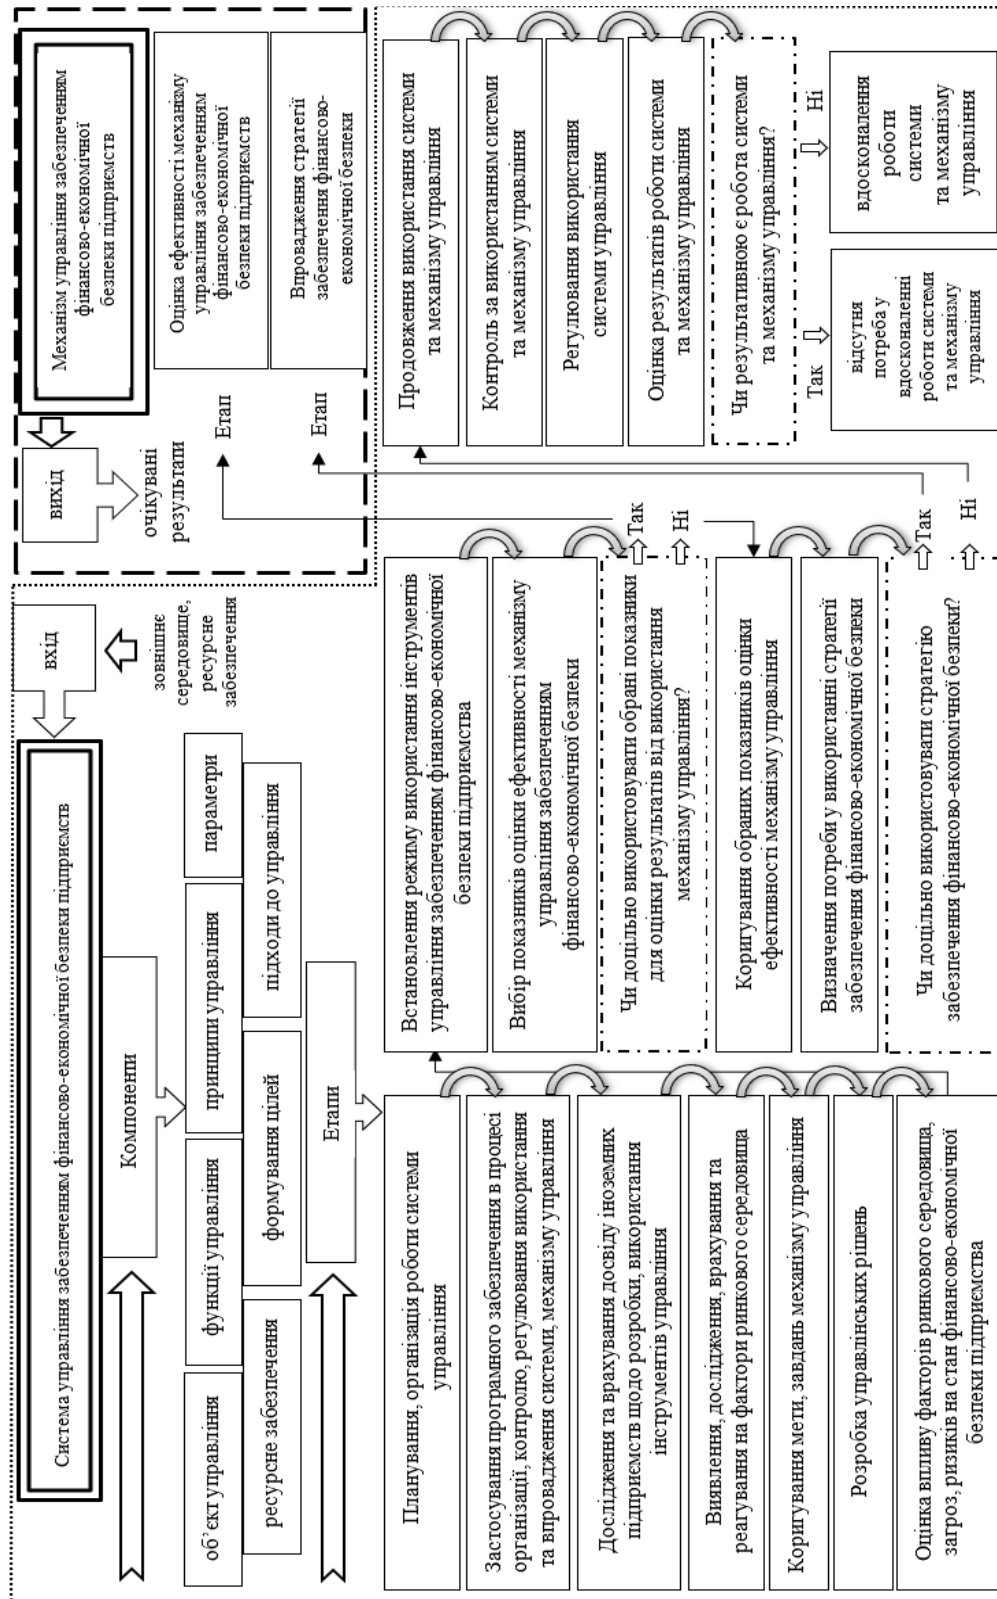 Система управління забезпеченням фінансово-економічної безпеки підприємств
вхід
зовнішнє
середовище,
ресурсне
забезпечення
Компоненти
об’єкт управління
функції управління
принципи управління
параметри
ресурсне забезпечення
формування цілей
підходи до управління
Етапи
Планування, організація роботи системи
управління
Застосування програмного забезпечення в процесі
організації, контролю, регулювання використання
та впровадження системи, механізму управління
Дослідження та врахування досвіду іноземних
підприємств щодо розробки, використання
інструментів управління
Виявлення, дослідження, врахування та
реагування на фактори ринкового середовища
Коригування мети, завдань механізму управління
Розробка управлінських рішень
Оцінка впливу факторів ринкового середовища,
загроз, ризиків на стан фінансово-економічної
безпеки підприємства
Встановлення режиму використання інструментів
управління забезпеченням фінансово-економічної
безпеки підприємства
Вибір показників оцінки ефективності механізму
управління забезпеченням
фінансово-економічної безпеки
Чи доцільно використовувати обрані показники
для оцінки результатів від використання
механізму управління?
Так
Ні
Коригування обраних показників оцінки
ефективності механізму управління
Визначення потреби у використанні стратегії
забезпечення фінансово-економічної безпеки
Чи доцільно використовувати стратегію
забезпечення фінансово-економічної безпеки?
Так
Ні
Механізм управління забезпеченням
фінансово-економічної
безпеки підприємств
вихід
очікувані
результати
Оцінка ефективності механізму
управління забезпеченням
фінансово-економічної
безпеки підприємств
Етап
Впровадження стратегії
забезпечення фінансово-
економічної безпеки
Етап
Продовження використання системи
та механізму управління
Контроль за використанням системи
та механізму управління
Регулювання використання
системи управління
Оцінка результатів роботи системи
та механізму управління
Чи результативною є робота системи
та механізму управління?
Так
Ні
відсутня
потреба у
вдосконаленні
роботи системи
та механізму
управління
вдосконалення
роботи
системи
та механізму
управління